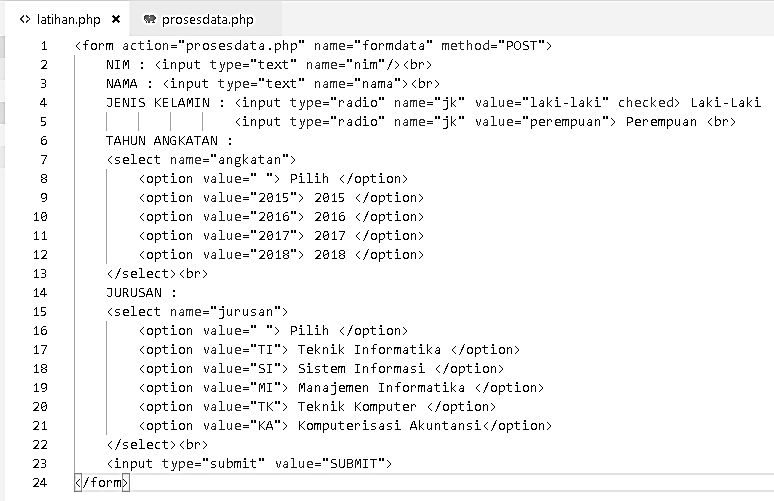 <> latihan.php × prosesdata.php
1 <form action="prosesdata.php" name="formdata" method="POST">
2 NIM : <input type="text" name="nim"/><br>
3 NAMA : <input type="text" name="nama"><br>
4 JENIS KELAMIN : <input type="radio" name="jk" value="laki-laki" checked> Laki-Laki
5 <input type="radio" name="jk" value="perempuan"> Perempuan <br>
6 TAHUN ANGKATAN :
7 <select name="angkatan">
8 <option value=" "> Pilih </option>
9 <option value="2015"> 2015 </option>
10 <option value="2016"> 2016 </option>
11 <option value="2017"> 2017 </option>
12 <option value="2018"> 2018 </option>
13 </select><br>
14 JURUSAN :
15 <select name="jurusan">
16 <option value=" "> Pilih </option>
17 <option value="TI"> Teknik Informatika </option>
18 <option value="SI"> Sistem Informasi </option>
19 <option value="MI"> Manajemen Informatika </option>
20 <option value="TK"> Teknik Komputer </option>
21 <option value="KA"> Komputerisasi Akuntansi</option>
22 </select><br>
23 <input type="submit" value="SUBMIT">
24 </form>